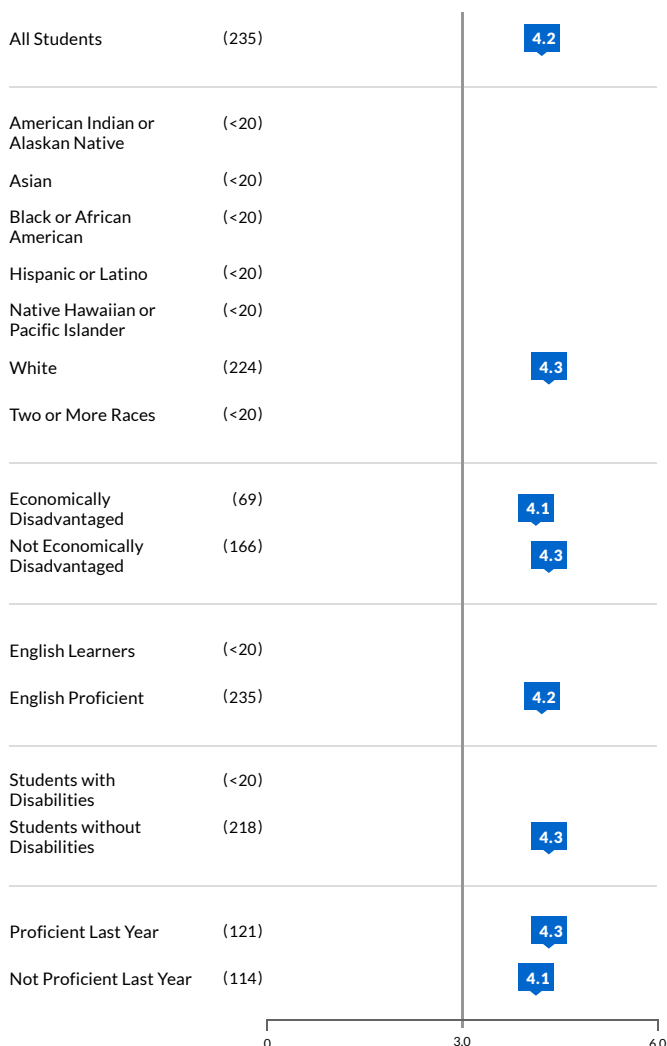 All Students (235) 4.2
American Indian or (<20)
Alaskan Native
Asian (<20)
Black or African (<20)
American
Hispanic or Latino (<20)
Native Hawaiian or (<20)
Pacific Islander
White (224) 4.3
Two or More Races (<20)
Economically (69) 4.1
Disadvantaged
Not Economically (166) 4.3
Disadvantaged
English Learners (<20)
English Proficient (235) 4.2
Students with (<20)
Disabilities
Students without (218) 4.3
Disabilities
Proficient Last Year (121) 4.3
Not Proficient Last Year (114) 4.1
0 3.0 6.0